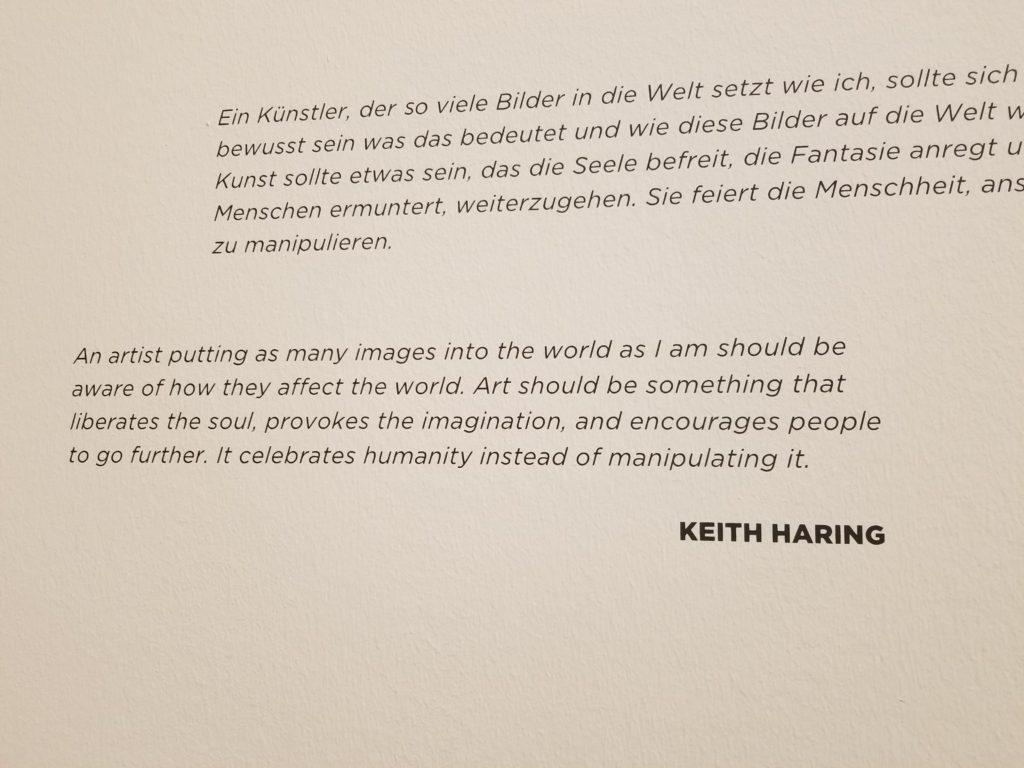 Ein Künstler, der so viele Bilder in die Welt setzt wie ich, sollte sich
bewusst sein was das bedeutet und wie diese Bilder auf die Welt
Kunst sollte etwas sein, das die Seele befreit, die Fantasie anregt
Menschen ermuntert, weiterzugehen. Sie feiert die Menschheit,
zu manipulieren.
An artist putting as many images into the world as I am should be
aware of how they affect the world. Art should be something that
liberates the soul, provokes the imagination, and encourages people
to go further. It celebrates humanity instead of manipulating it.
KEITH HARING